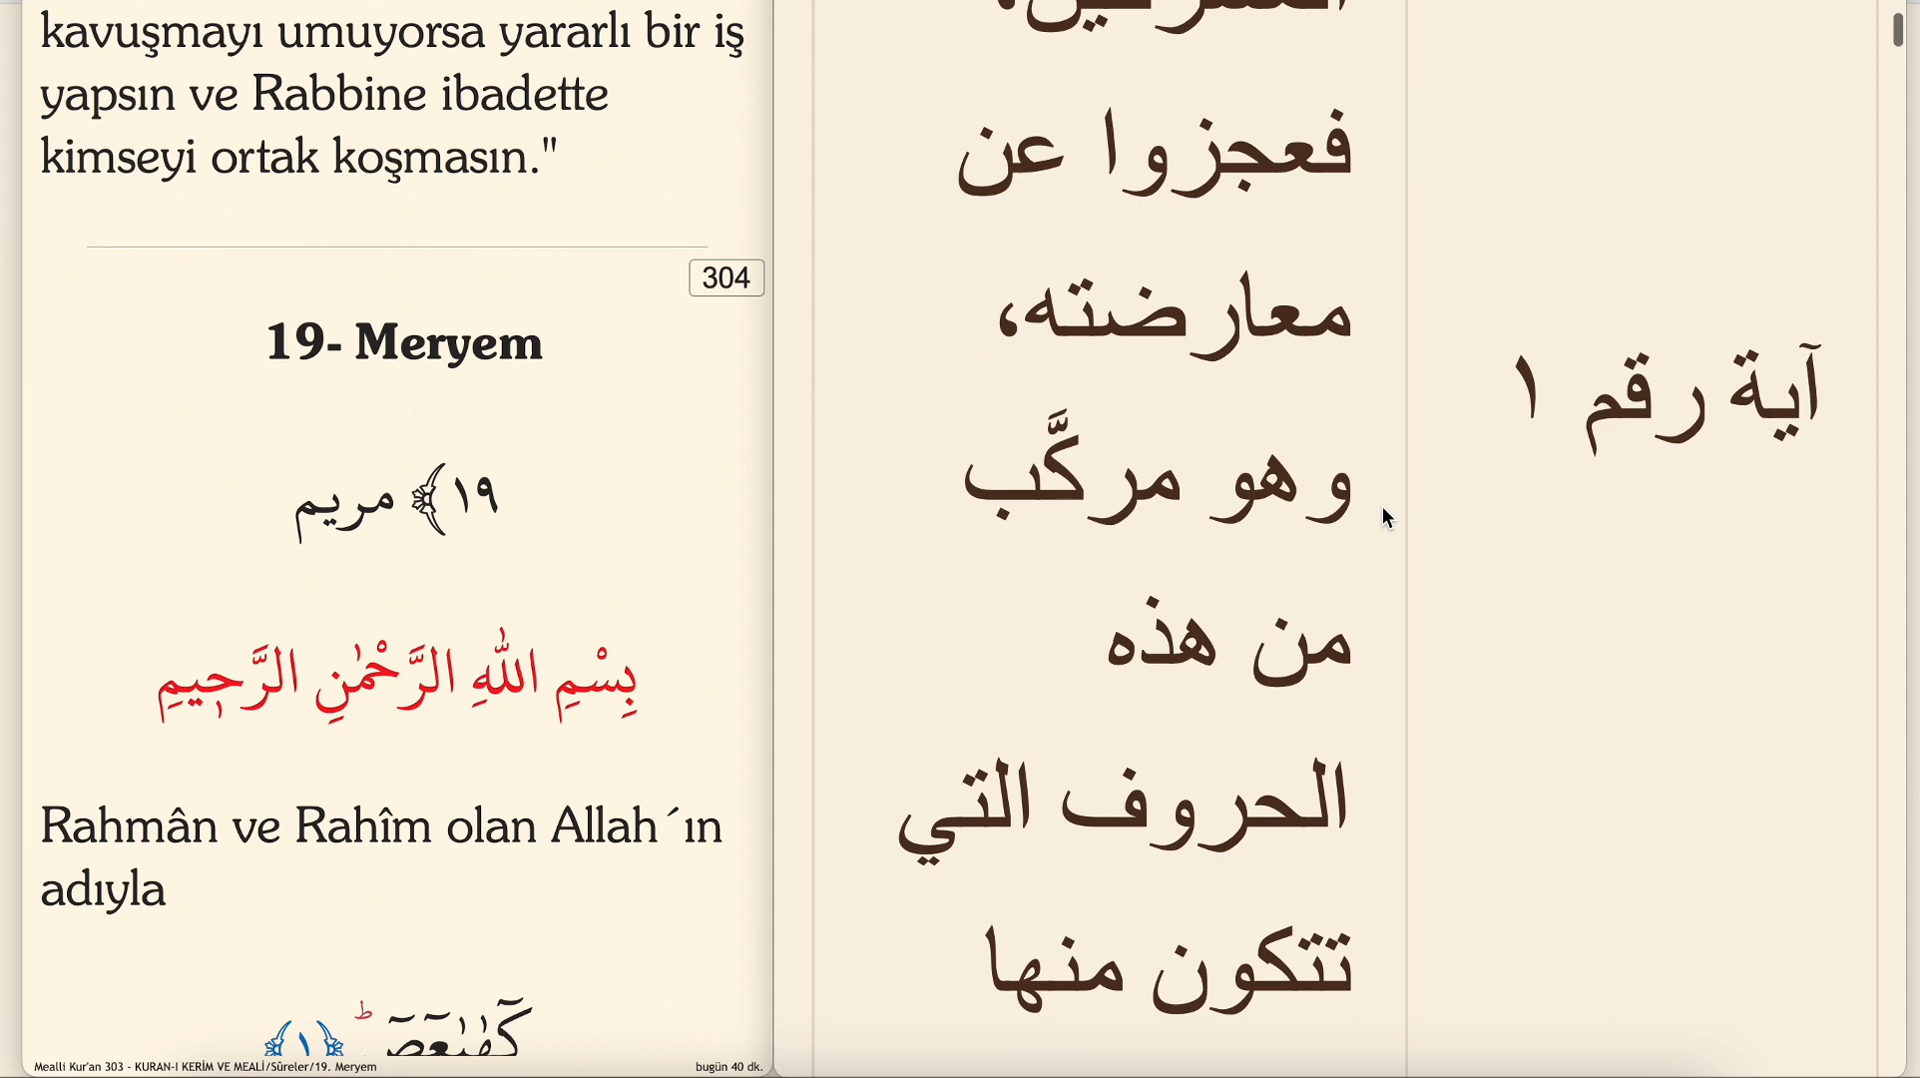 kavuşmayı umuyorsa yararlı bir iş
yapsın ve Rabbine ibadette
kimseyi ortak koşmasın."
304
19- Meryem
١٩﴾ مريم
بِسْمِ اللّٰهِ الرَّحْمٰنِ الرَّح۪يمِ
Rahmân ve Rahîm olan Allah´ın
adıyla
كٓهٰيٰعٓصٓ ؕ ﴿١﴾
Mealli Kur'an 303 - KURAN-I KERİM VE MEALİ/Sûreler/19. Meryem
bugün 40 dk.
فعجزوا عن
معارضته،
وهو مركَّب
من هذه
الحروف التي
تتكون منها
آية رقم ١